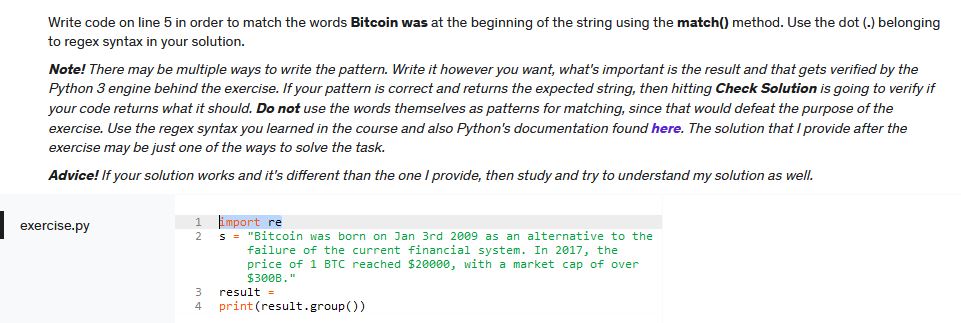 Write code on line 5 in order to match the words Bitcoin was at the beginning of the string using the match() method. Use the dot (.) belonging
to regex syntax in your solution.
Note! There may be multiple ways to write the pattern. Write it however you want, what's important is the result and that gets verified by the
Python 3 engine behind the exercise. If your pattern is correct and returns the expected string, then hitting Check Solution is going to verify if
your code returns what it should. Do not use the words themselves as patterns for matching, since that would defeat the purpose of the
exercise. Use the regex syntax you learned in the course and also Python's documentation found here. The solution that I provide after the
exercise may be just one of the ways to solve the task.
Advice! If your solution works and it's different than the one I provide, then study and try to understand my solution as well.
exercise.py
1 import re
2 s = "Bitcoin was born on Jan 3rd 2009 as an alternative to the
failure of the current financial system. In 2017, the
price of 1 BTC reached $20000, with a market cap of over
$300B."
3 result =
4 print(result.group())